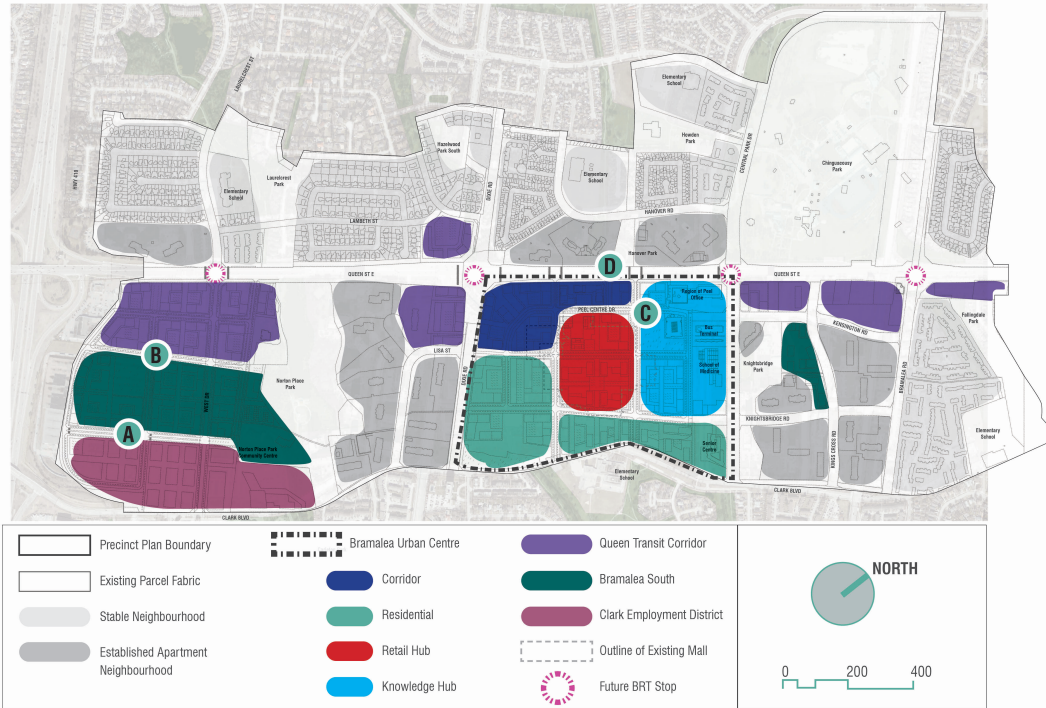 LAURELCREST ST
Elementary
School
Howden
Park
CENTRAL PARK DR
Chinguacousy
Park
Hazelwood
Park South
HWY 410
Laurelcrest
Park
Elementary
School
Elementary
School
DIXIE RD
LAMBETH ST
HANOVER RD
Hanover Park
QUEEN ST E
D
QUEEN ST E
Region of Peel
Office
PEEL CENTRE DR
C
Bus
Terminal
KENSINGTON RD
Fallingdale
Park
B
LISA ST
DIXIE RD
School of
Medicine
Knightsbridge
Park
BRAMALEA RD
Norton Place
Park
WEST DR
KNIGHTSBRIDGE RD
A
Norton Place Park
Community Centre
Senior
Centre
KINGS CROSS RD
Elementary
School
Elementary
School
CLARK BLVD
CLARK BLVD
Precinct Plan Boundary
Existing Parcel Fabric
Stable Neighbourhood
Established Apartment
Neighbourhood
Bramalea Urban Centre
Corridor
Residential
Retail Hub
Knowledge Hub
Queen Transit Corridor
Bramalea South
Clark Employment District
Outline of Existing Mall
Future BRT Stop
NORTH
0 200 400